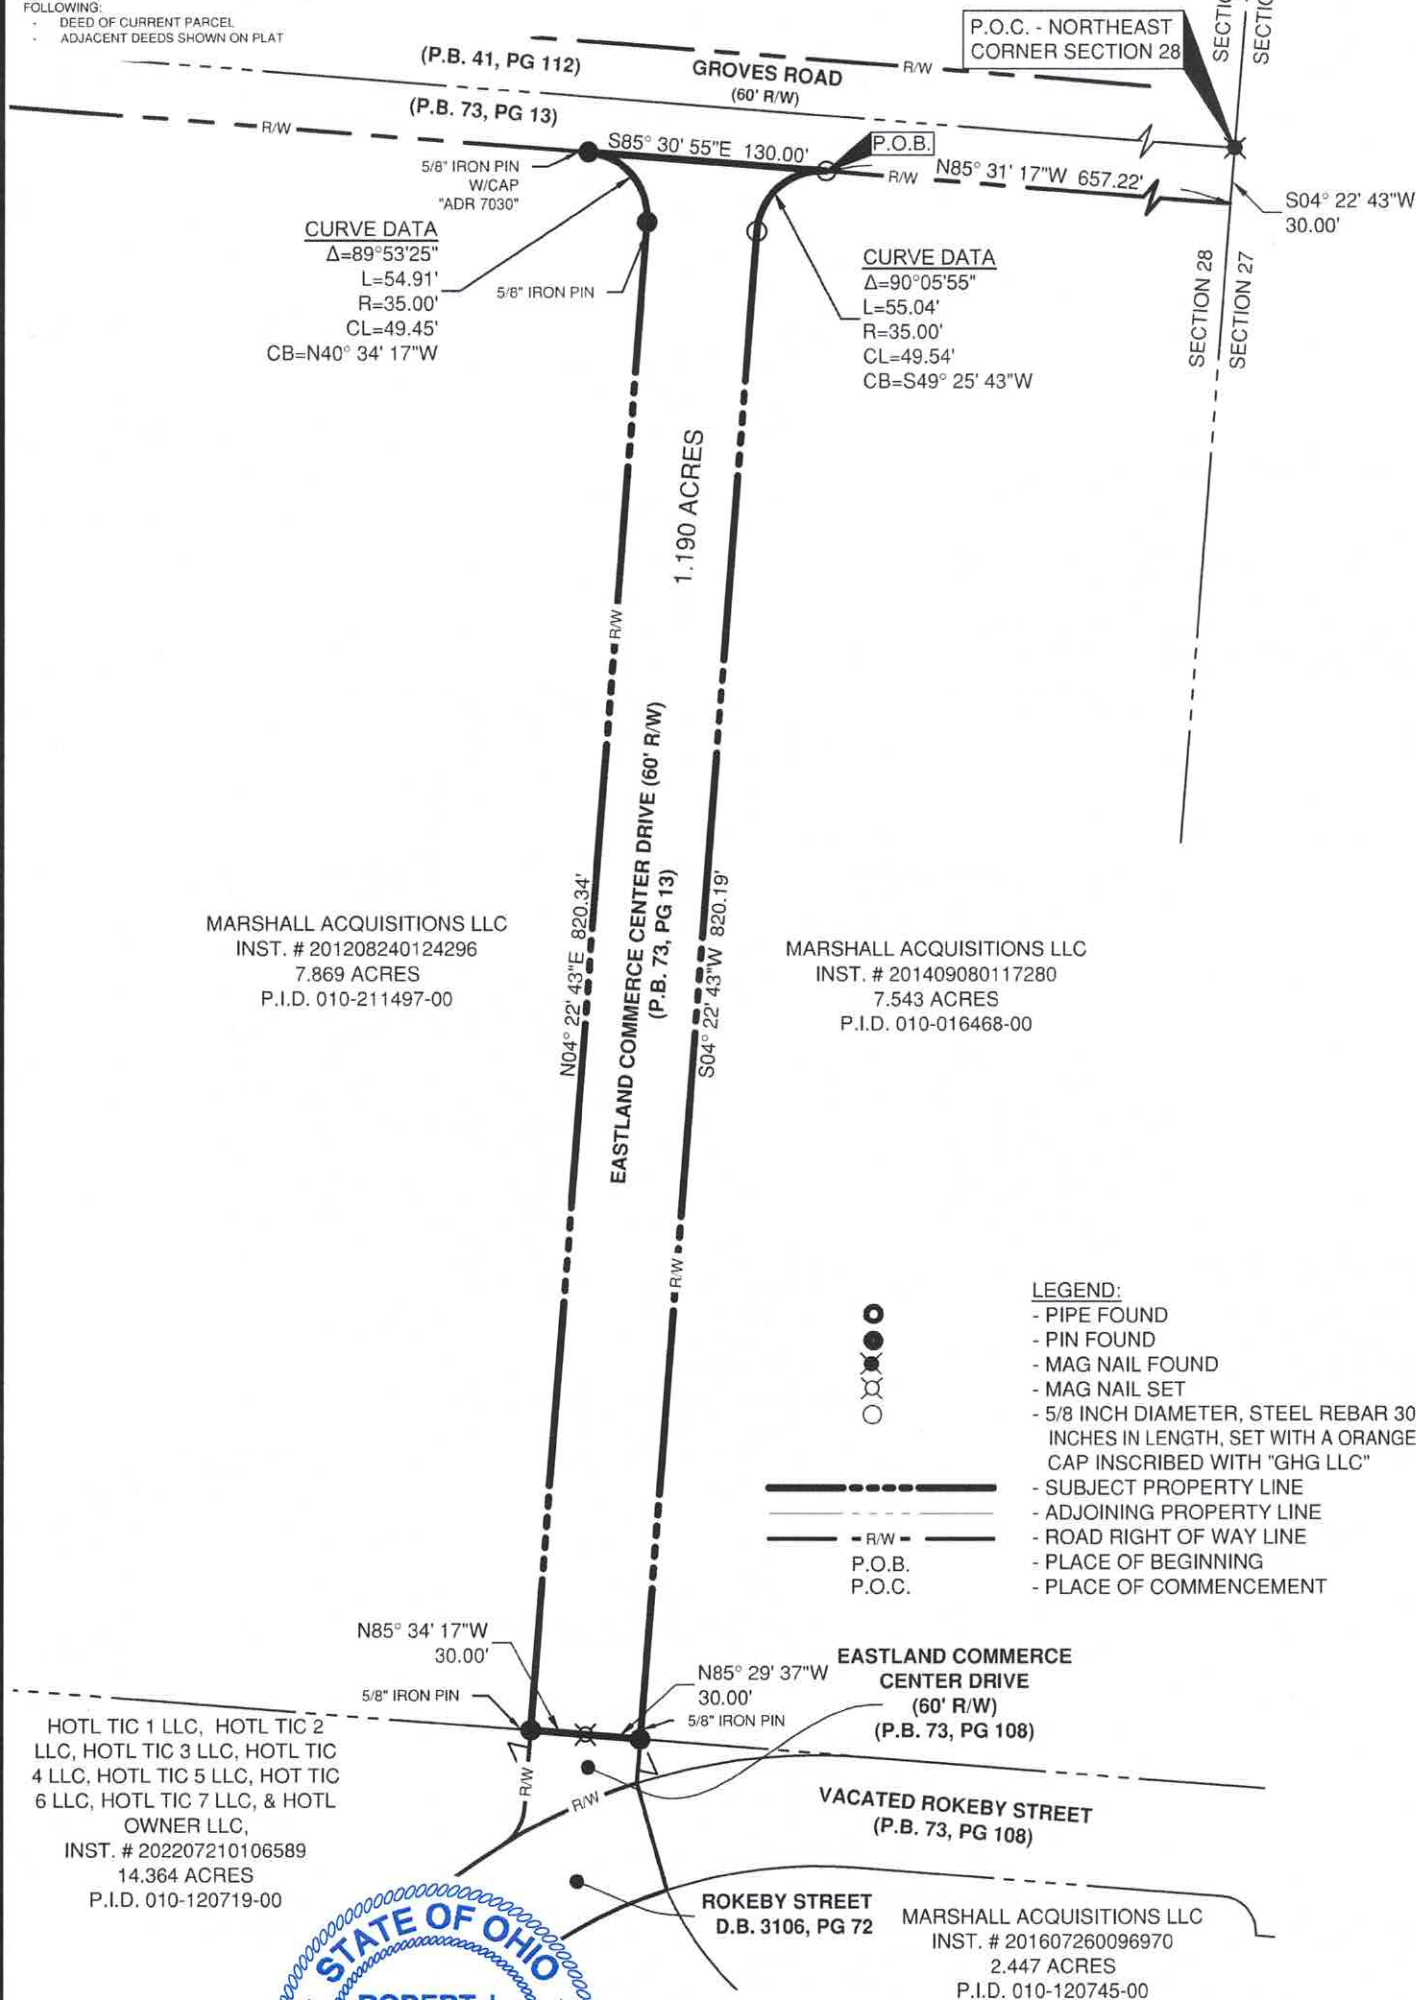 FOLLOWING:
- DEED OF CURRENT PARCEL
- ADJACENT DEEDS SHOWN ON PLAT
P.O.C. - NORTHEAST
CORNER SECTION 28
(P.B. 41, PG 112)
GROVES ROAD
(60' R/W)
R/W
(P.B. 73, PG 13)
R/W
S85° 30' 55"E 130.00'
P.O.B.
R/W
N85° 31' 17"W 657.22'
S04° 22' 43"W
30.00'
5/8" IRON PIN
W/CAP
"ADR 7030"
CURVE DATA
Δ=89°53'25"
L=54.91'
R=35.00'
CL=49.45'
CB=N40° 34' 17"W
5/8" IRON PIN
CURVE DATA
Δ=90°05'55"
L=55.04'
R=35.00'
CL=49.54'
CB=S49° 25' 43"W
SECTION 28
SECTION 27
1.190 ACRES
R/W
EASTLAND COMMERCE CENTER DRIVE (60' R/W)
(P.B. 73, PG 13)
N04° 22' 43"E 820.34'
S04° 22' 43"W 820.19'
MARSHALL ACQUISITIONS LLC
INST. # 201208240124296
7.869 ACRES
P.I.D. 010-211497-00
MARSHALL ACQUISITIONS LLC
INST. # 201409080117280
7.543 ACRES
P.I.D. 010-016468-00
R/W
LEGEND:
- PIPE FOUND
- PIN FOUND
- MAG NAIL FOUND
- MAG NAIL SET
- 5/8 INCH DIAMETER, STEEL REBAR 30
INCHES IN LENGTH, SET WITH A ORANGE
CAP INSCRIBED WITH "GHG LLC"
- SUBJECT PROPERTY LINE
- ADJOINING PROPERTY LINE
R/W - ROAD RIGHT OF WAY LINE
P.O.B. - PLACE OF BEGINNING
P.O.C. - PLACE OF COMMENCEMENT
N85° 34' 17"W
30.00'
5/8" IRON PIN
N85° 29' 37"W
30.00'
5/8" IRON PIN
EASTLAND COMMERCE
CENTER DRIVE
(60' R/W)
(P.B. 73, PG 108)
HOTL TIC 1 LLC, HOTL TIC 2
LLC, HOTL TIC 3 LLC, HOTL TIC
4 LLC, HOTL TIC 5 LLC, HOT TIC
6 LLC, HOTL TIC 7 LLC, & HOTL
OWNER LLC,
INST. # 202207210106589
14.364 ACRES
P.I.D. 010-120719-00
R/W
R/W
VACATED ROKEBY STREET
(P.B. 73, PG 108)
ROKEBY STREET
D.B. 3106, PG 72
MARSHALL ACQUISITIONS LLC
INST. # 201607260096970
2.447 ACRES
P.I.D. 010-120745-00
STATE OF OHIO